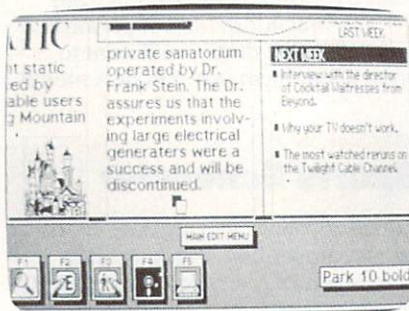 ATIC
nt static
ed by
able users
g Mountain
private sanatorium
operated by Dr.
Frank Stein. The Dr.
assures us that the
experiments involv-
ing large electrical
generaters were a
success and will be
discontinued.
LAST WEEK.
NEXT WEEK
Interview with the director
of Cocktail Waitresses from
Beyond.
Why your TV doesn't work.
The most watched reruns on
the Twilight Cable Channel.
MAIN EDIT MENU
F1 F2 F3 F4 F5
E
Park 10 bold